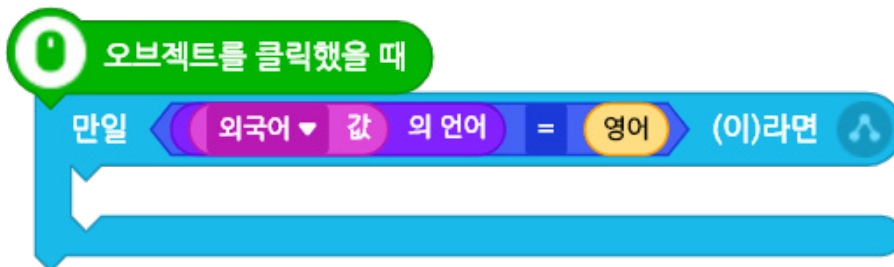 오브젝트를 클릭했을 때
만일 외국어 ▼ 값 의 언어 = 영어 (이)라면